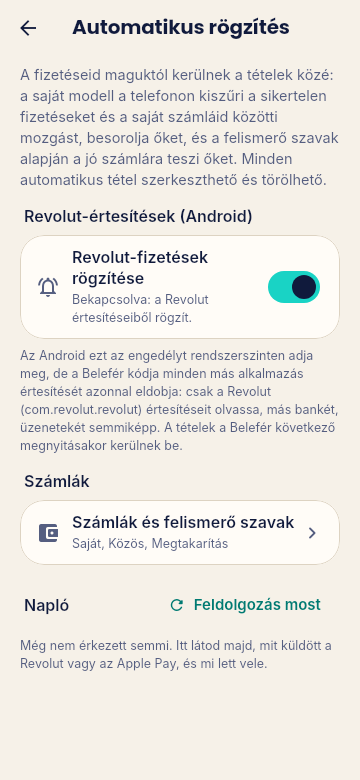 Automatikus rögzítés
A fizetéseid maguktól kerülnek a tételek közé:
a saját modell a telefonon kiszűri a sikertelen
fizetéseket és a saját számláid közötti
mozgást, besorolja őket, és a felismerő szavak
alapján a jó számlára teszi őket. Minden
automatikus tétel szerkeszthető és törölhető.
Revolut-értesítések (Android)
Revolut-fizetések
rögzítése
Bekapcsolva: a Revolut
értesítéseiből rögzít.
Az Android ezt az engedélyt rendszerszinten adja
meg, de a Belefér kódja minden más alkalmazás
értesítését azonnal eldobja: csak a Revolut
(com.revolut.revolut) értesítéseit olvassa, más bankét,
üzenetekét semmiképp. A tételek a Belefér következő
megnyitásakor kerülnek be.
Számlák
Számlák és felismerő szavak
Saját, Közös, Megtakarítás
Napló
Feldolgozás most
Még nem érkezett semmi. Itt látod majd, mit küldött a
Revolut vagy az Apple Pay, és mi lett vele.